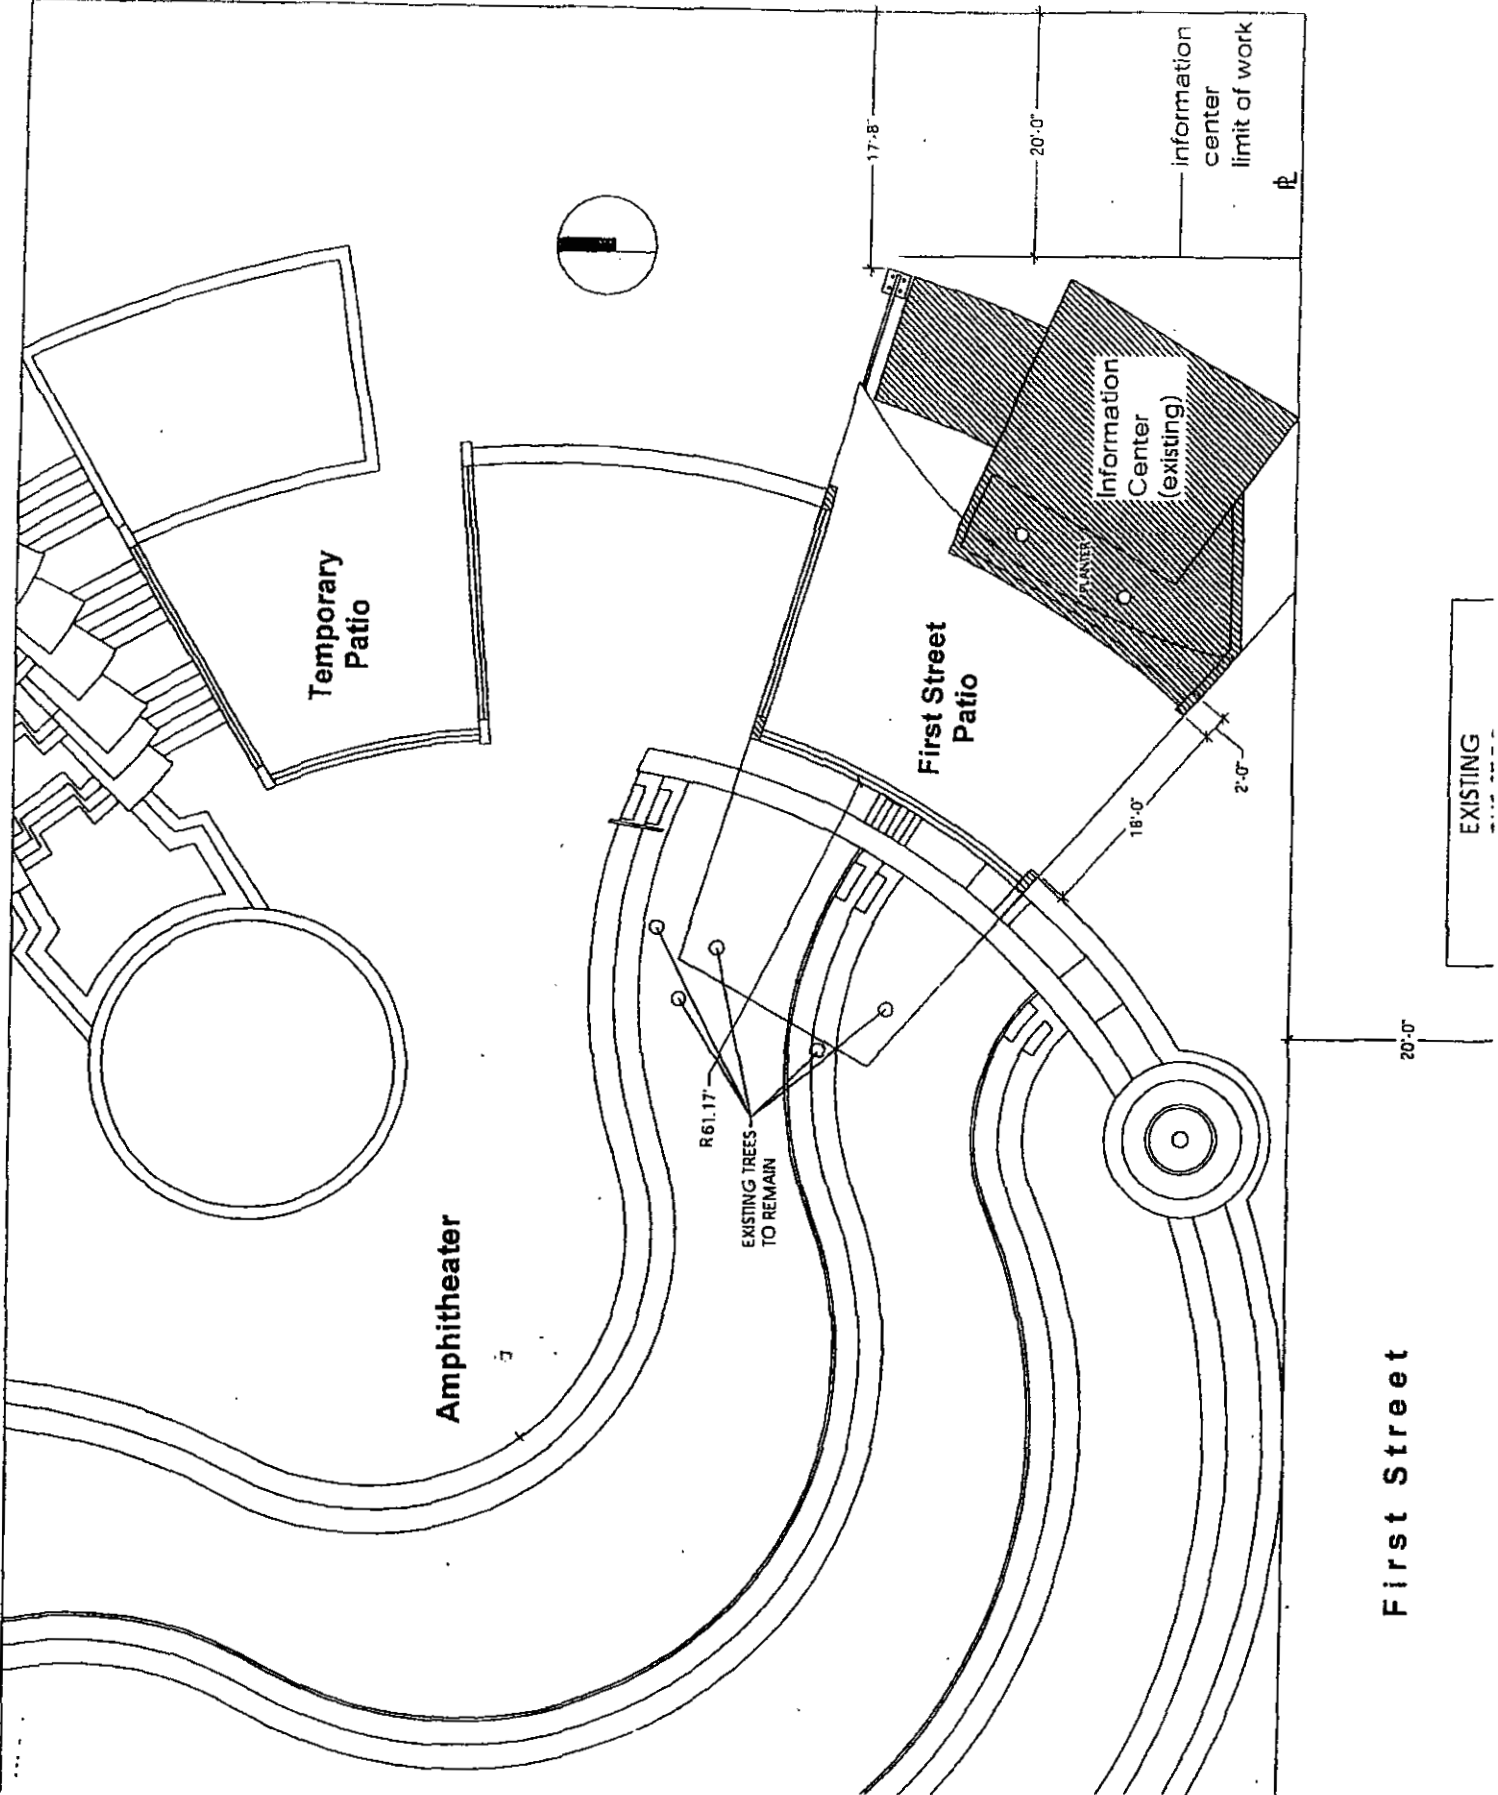 17'-8"
20'-0"
information
center
limit of work
PL
Temporary
Patio
Information
Center
(existing)
PLANTER
First Street
Patio
2'-0"
18'-0"
EXISTING
R61.17'
EXISTING TREES
TO REMAIN
20'-0"
Amphitheater
First Street